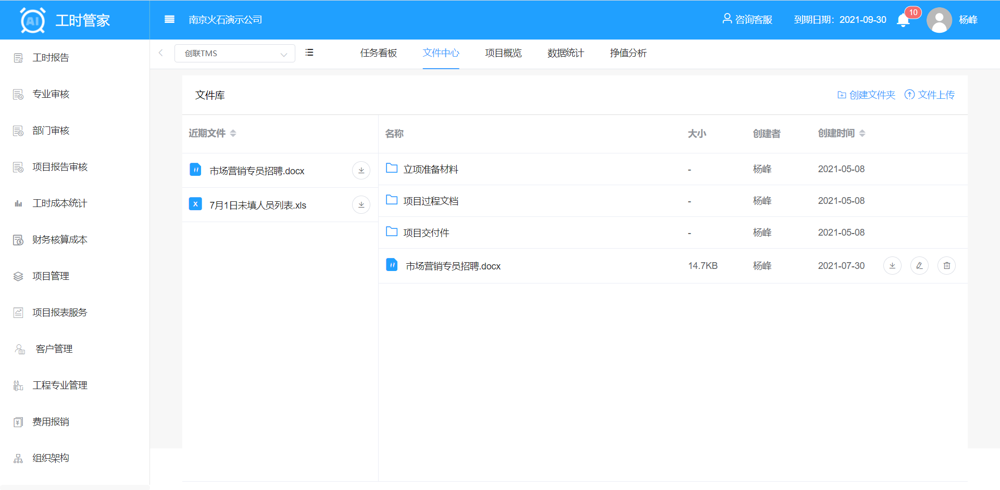 AI 工时管家
南京火石演示公司
咨询客服
到期日期：2021-09-30
10
杨峰
工时报告
专业审核
部门审核
项目报告审核
工时成本统计
财务核算成本
项目管理
项目报表服务
客户管理
工程专业管理
费用报销
组织架构
创联TMS
任务看板 文件中心 项目概览 数据统计 挣值分析
文件库
创建文件夹 文件上传
近期文件
市场营销专员招聘.docx
X 7月1日未填人员列表.xls
名称 大小 创建者 创建时间
立项准备材料 - 杨峰 2021-05-08
项目过程文档 - 杨峰 2021-05-08
项目交付件 - 杨峰 2021-05-08
市场营销专员招聘.docx 14.7KB 杨峰 2021-07-30